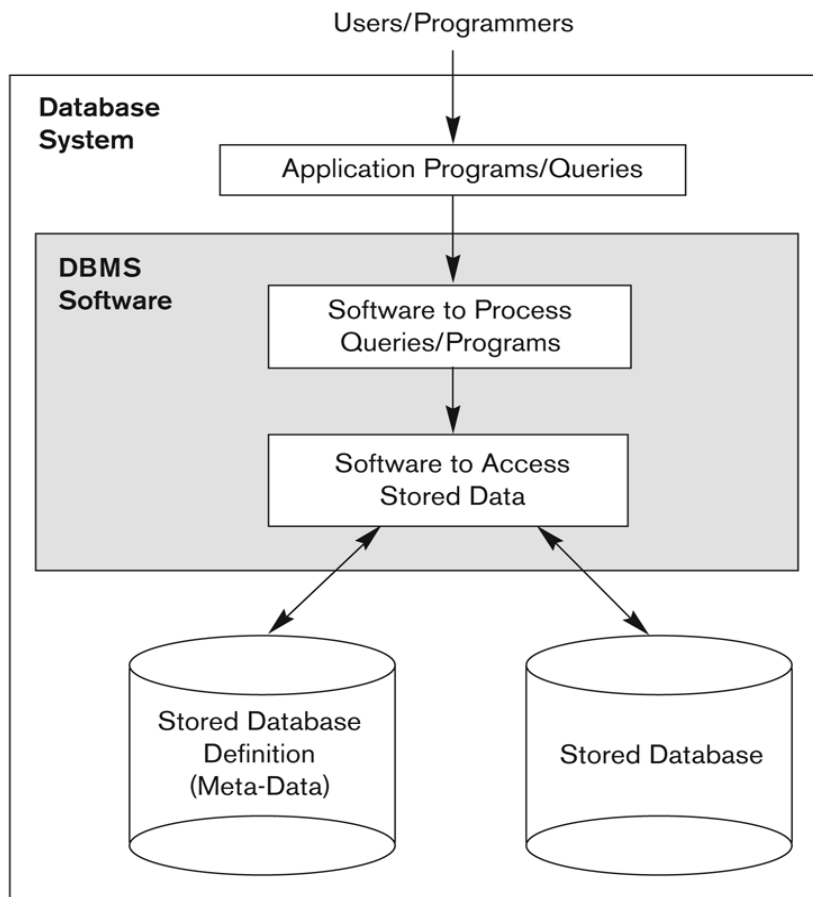 Users/Programmers
Database
System
Application Programs/Queries
DBMS
Software
Software to Process
Queries/Programs
Software to Access
Stored Data
Stored Database
Definition
(Meta-Data)
Stored Database